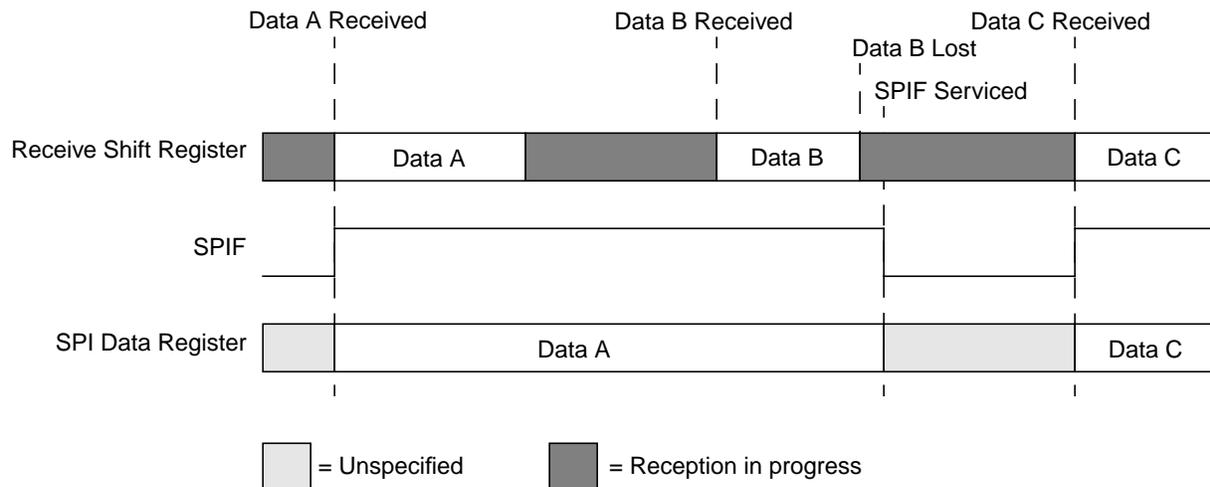 Data A Received
Data B Received
Data C Received
Data B Lost
SPIF Serviced
Receive Shift Register
Data A
Data B
Data C
SPIF
SPI Data Register
Data A
Data C
= Unspecified
= Reception in progress